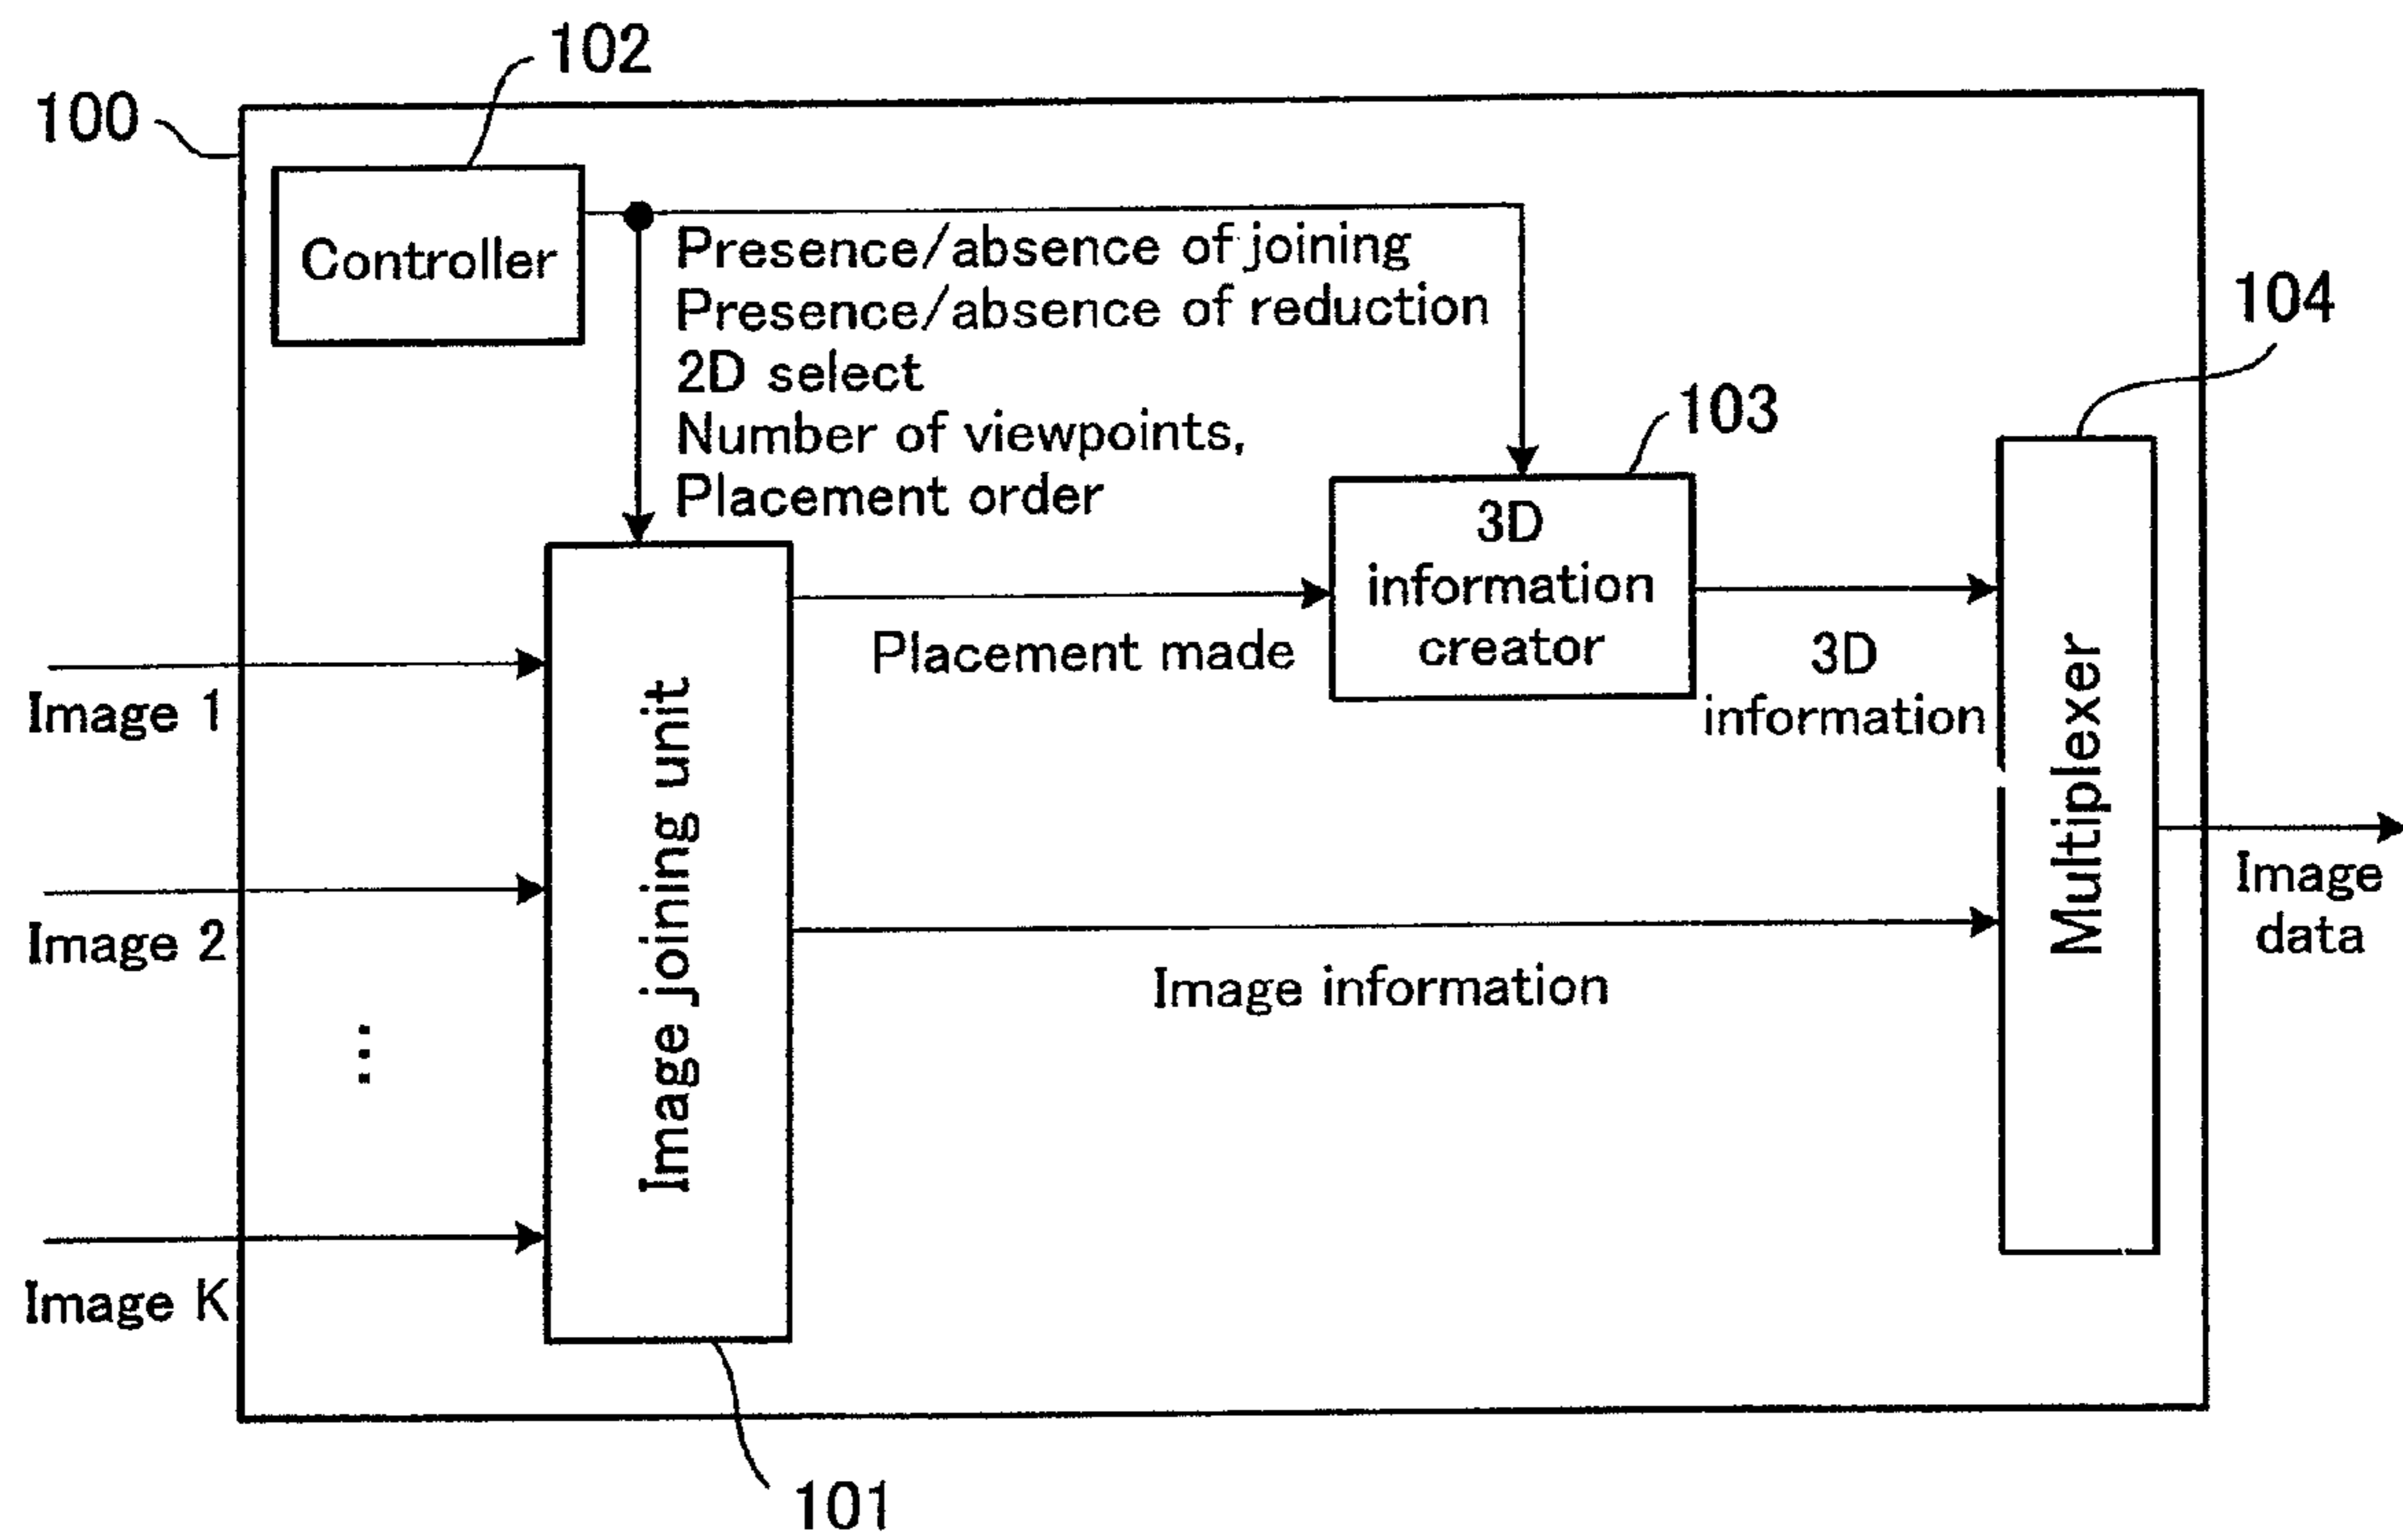 102
100
Controller
Presence/absence of joining
Presence/absence of reduction
2D select
Number of viewpoints,
Placement order
104
103
3D
information
creator
Placement made
3D
information
Image 1
Image joining unit
Multiplexer
Image 2
Image information
Image
data
Image K
101